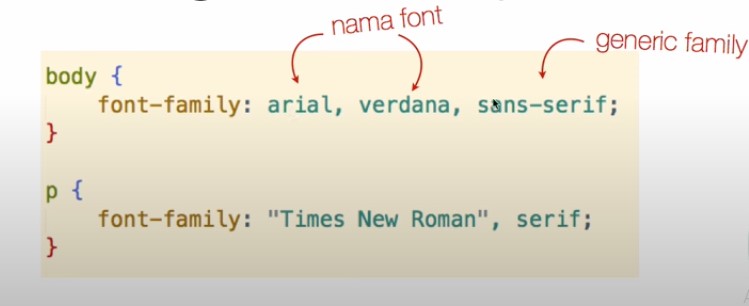 nama font
generic family
body {
    font-family: arial, verdana, sans-serif;
}
p {
    font-family: "Times New Roman", serif;
}